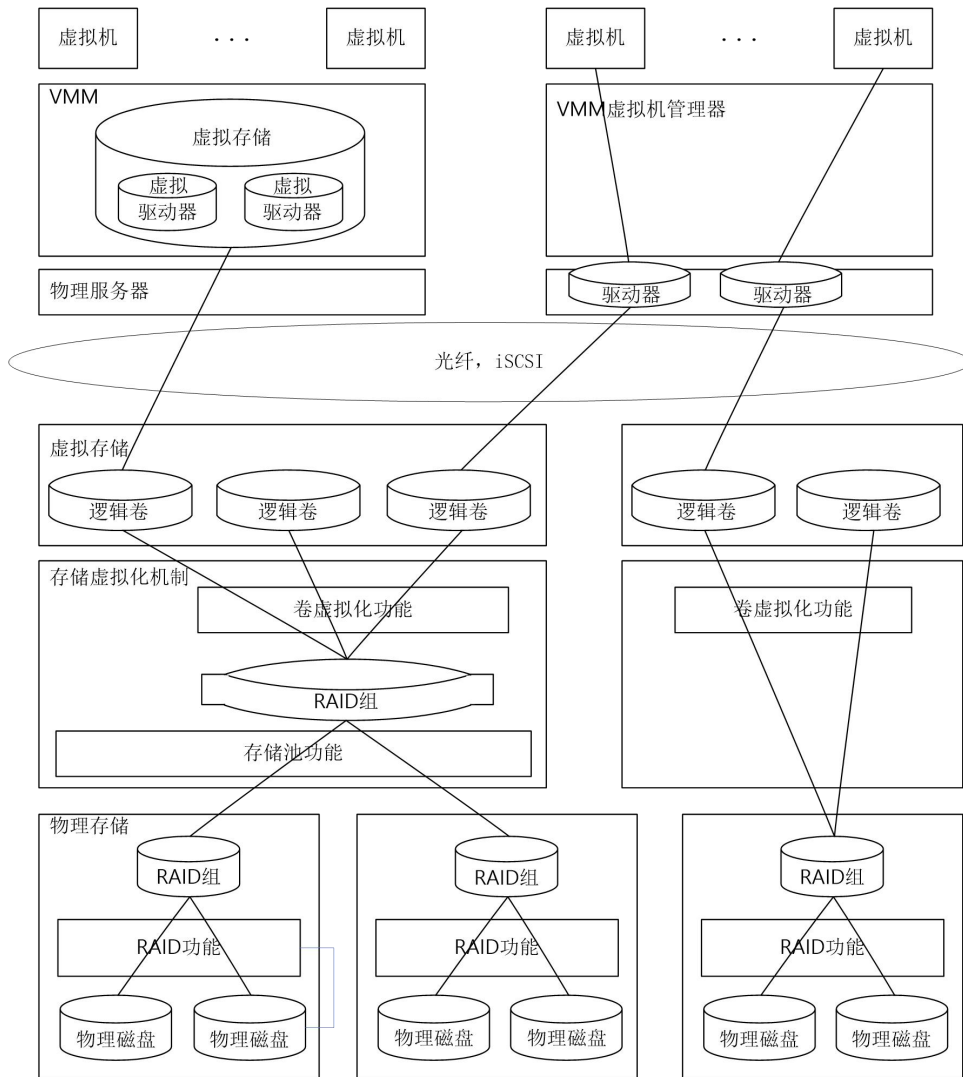 虚拟机
...
虚拟机
虚拟机
...
虚拟机
VMM
虚拟存储
虚拟
驱动器
虚拟
驱动器
VMM虚拟机管理器
物理服务器
驱动器
驱动器
光纤，iSCSI
虚拟存储
逻辑卷
逻辑卷
逻辑卷
逻辑卷
逻辑卷
存储虚拟化机制
卷虚拟化功能
卷虚拟化功能
RAID组
存储池功能
物理存储
RAID组
RAID组
RAID组
RAID功能
RAID功能
RAID功能
物理磁盘
物理磁盘
物理磁盘
物理磁盘
物理磁盘
物理磁盘